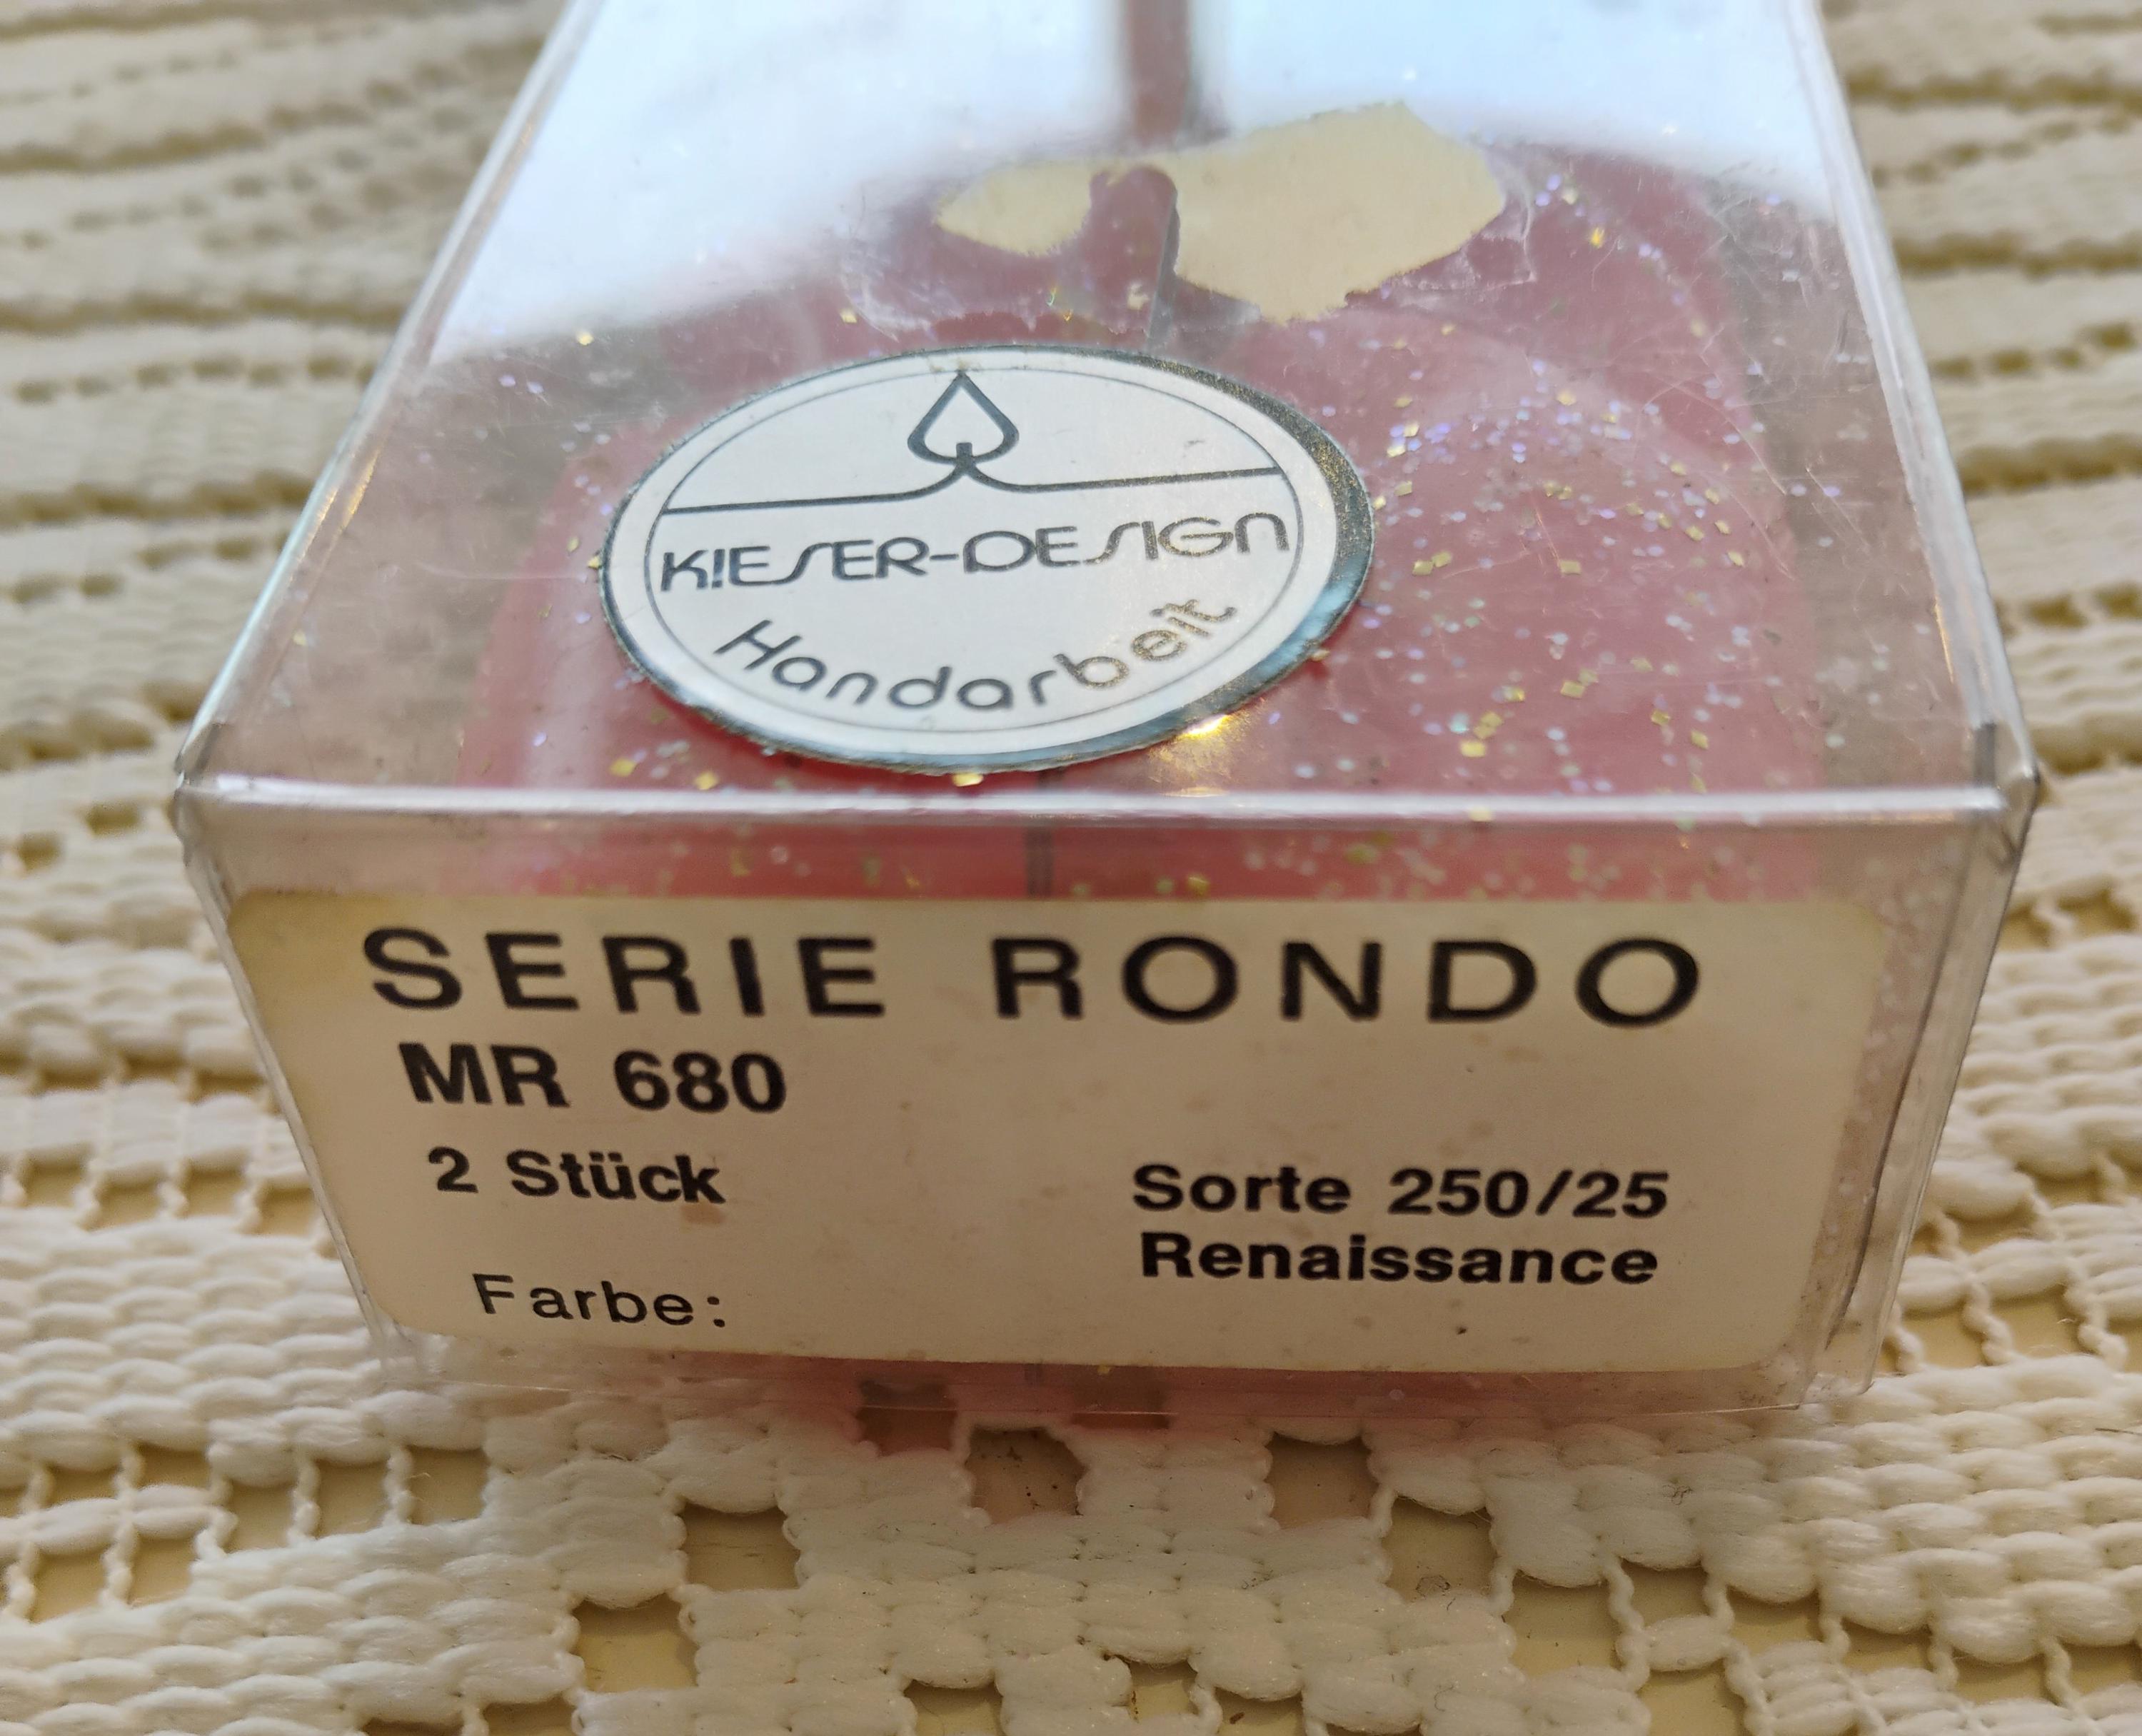 KIESER-DESIGN
Handarbeit
SERIE RONDO
MR 680
2 Stück
Sorte 250/25
Renaissance
Farbe: